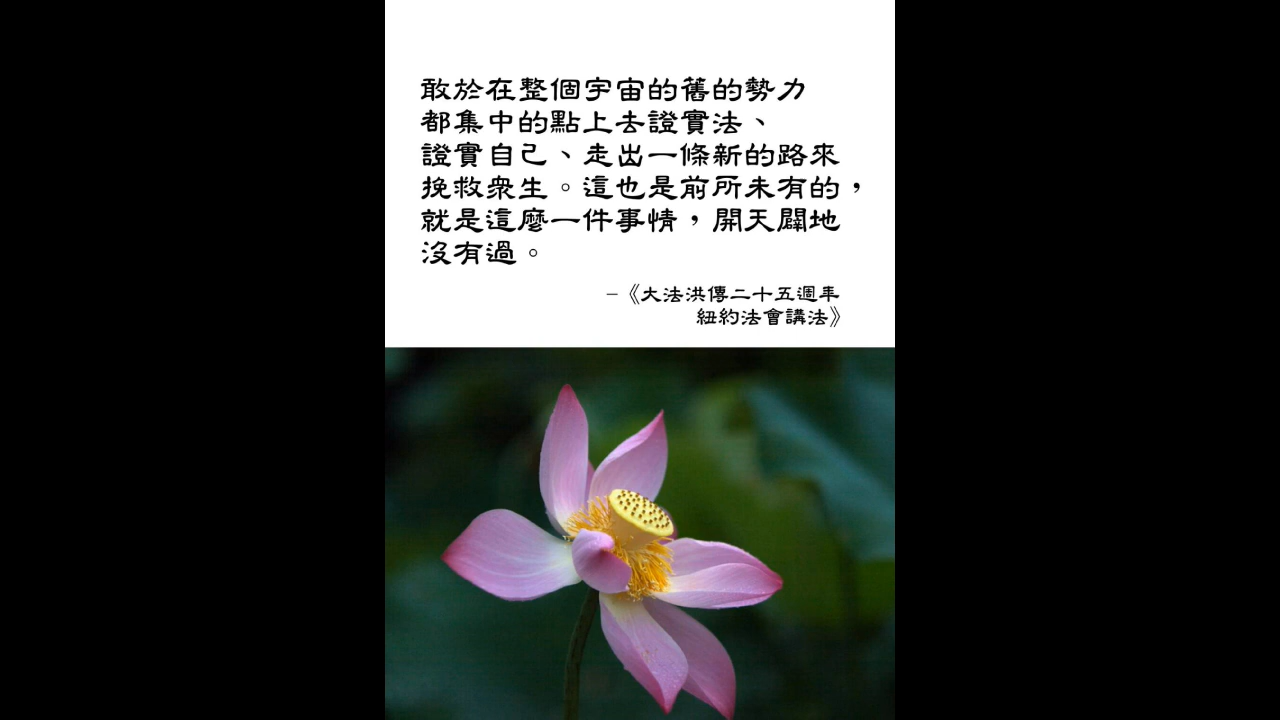 敢於在整個宇宙的舊的勢力
都集中的點上去證實法、
證實自己、走出一條新的路來
挽救衆生。這也是前所未有的，
就是這麼一件事情，開天闢地
沒有過。
–《大法洪傳二十五週年
紐約法會講法》